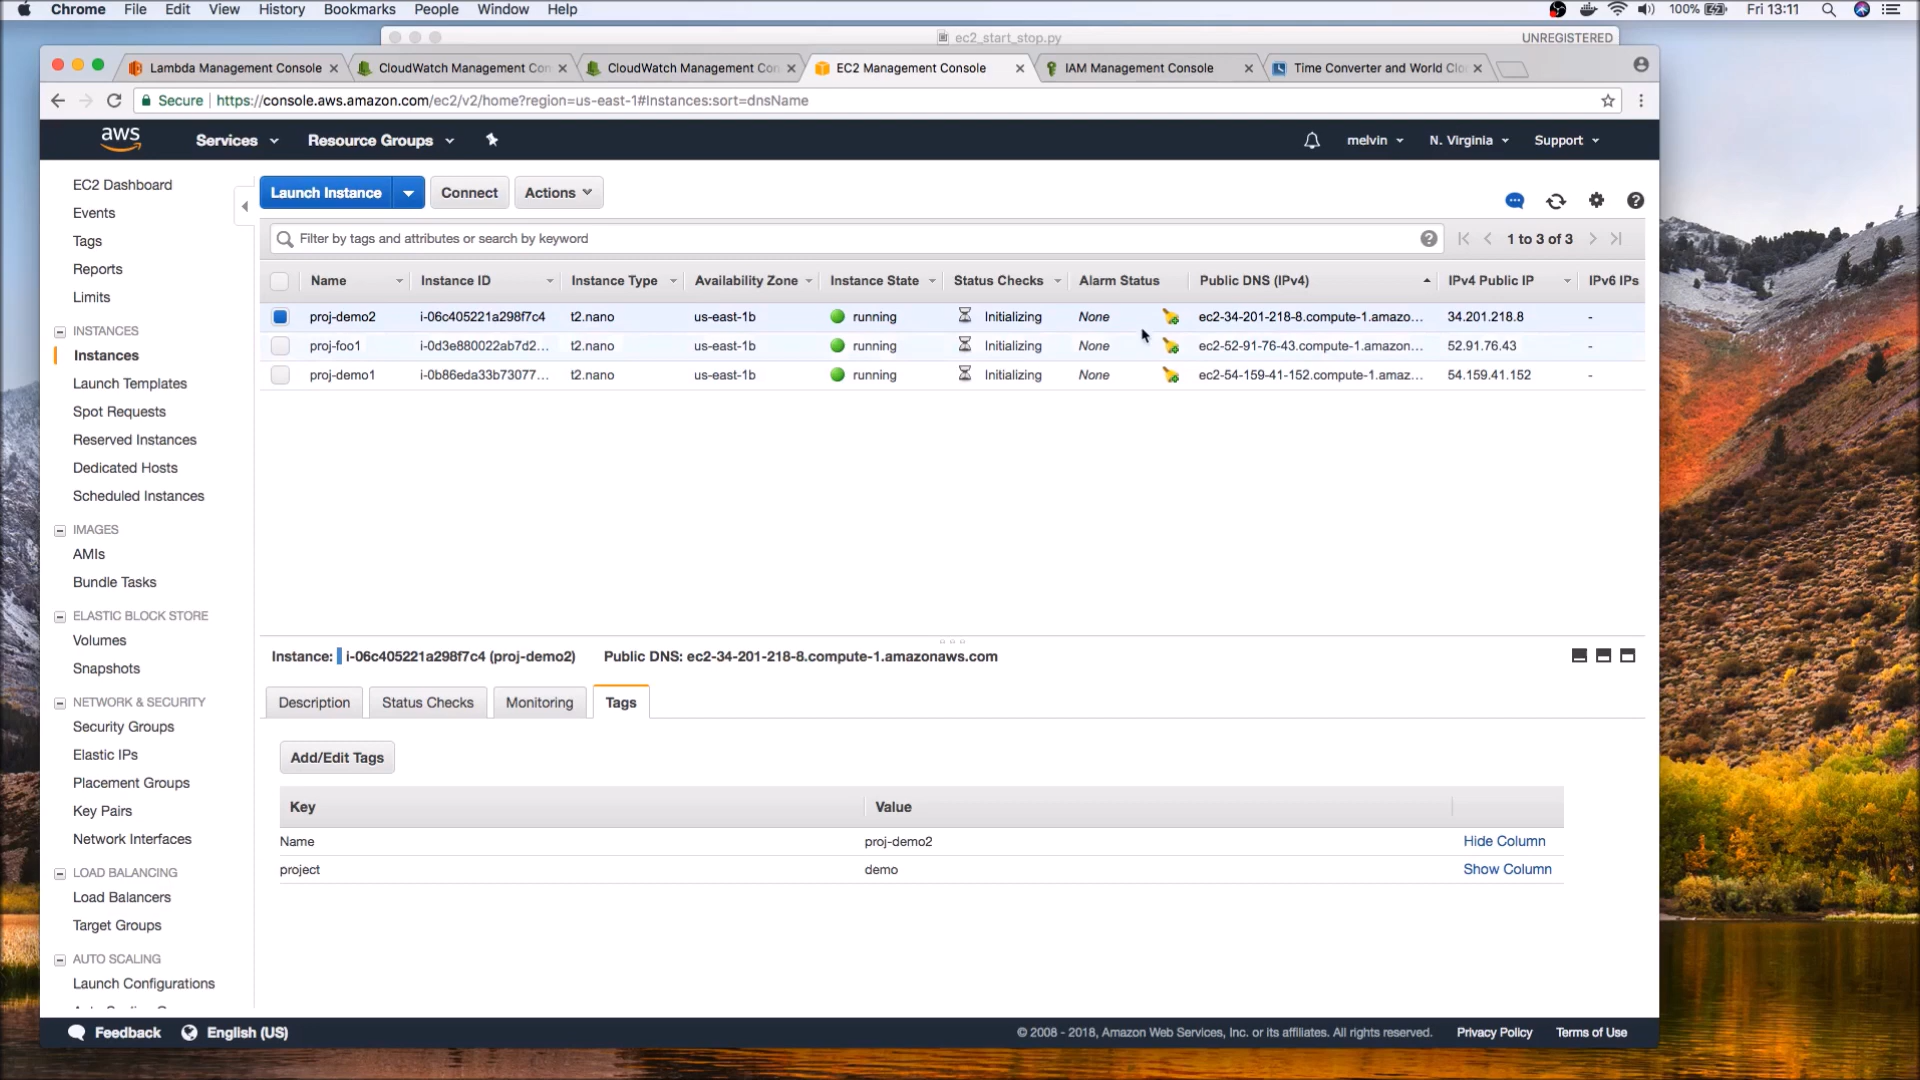 Chrome File Edit View History Bookmarks People Window Help 100% Fri 13:11
ec2_start_stop.py UNREGISTERED
Lambda Management Console CloudWatch Management Con CloudWatch Management Con EC2 Management Console IAM Management Console Time Converter and World Clo
Secure https://console.aws.amazon.com/ec2/v2/home?region=us-east-1#Instances:sort=dnsName
aws Services Resource Groups melvin N. Virginia Support
EC2 Dashboard
Events
Tags
Reports
Limits
INSTANCES
Instances
Launch Templates
Spot Requests
Reserved Instances
Dedicated Hosts
Scheduled Instances
IMAGES
AMIs
Bundle Tasks
ELASTIC BLOCK STORE
Volumes
Snapshots
NETWORK & SECURITY
Security Groups
Elastic IPs
Placement Groups
Key Pairs
Network Interfaces
LOAD BALANCING
Load Balancers
Target Groups
AUTO SCALING
Launch Configurations
Launch Instance Connect Actions
Filter by tags and attributes or search by keyword 1 to 3 of 3
Name Instance ID Instance Type Availability Zone Instance State Status Checks Alarm Status Public DNS (IPv4) IPv4 Public IP IPv6 IPs
proj-demo2 i-06c405221a298f7c4 t2.nano us-east-1b running Initializing None ec2-34-201-218-8.compute-1.amazo... 34.201.218.8 -
proj-foo1 i-0d3e880022ab7d2... t2.nano us-east-1b running Initializing None ec2-52-91-76-43.compute-1.amazon... 52.91.76.43 -
proj-demo1 i-0b86eda33b73077... t2.nano us-east-1b running Initializing None ec2-54-159-41-152.compute-1.amaz... 54.159.41.152 -
Instance: i-06c405221a298f7c4 (proj-demo2) Public DNS: ec2-34-201-218-8.compute-1.amazonaws.com
Description Status Checks Monitoring Tags
Add/Edit Tags
Key Value
Name proj-demo2 Hide Column
project demo Show Column
Feedback English (US) © 2008 - 2018, Amazon Web Services, Inc. or its affiliates. All rights reserved. Privacy Policy Terms of Use